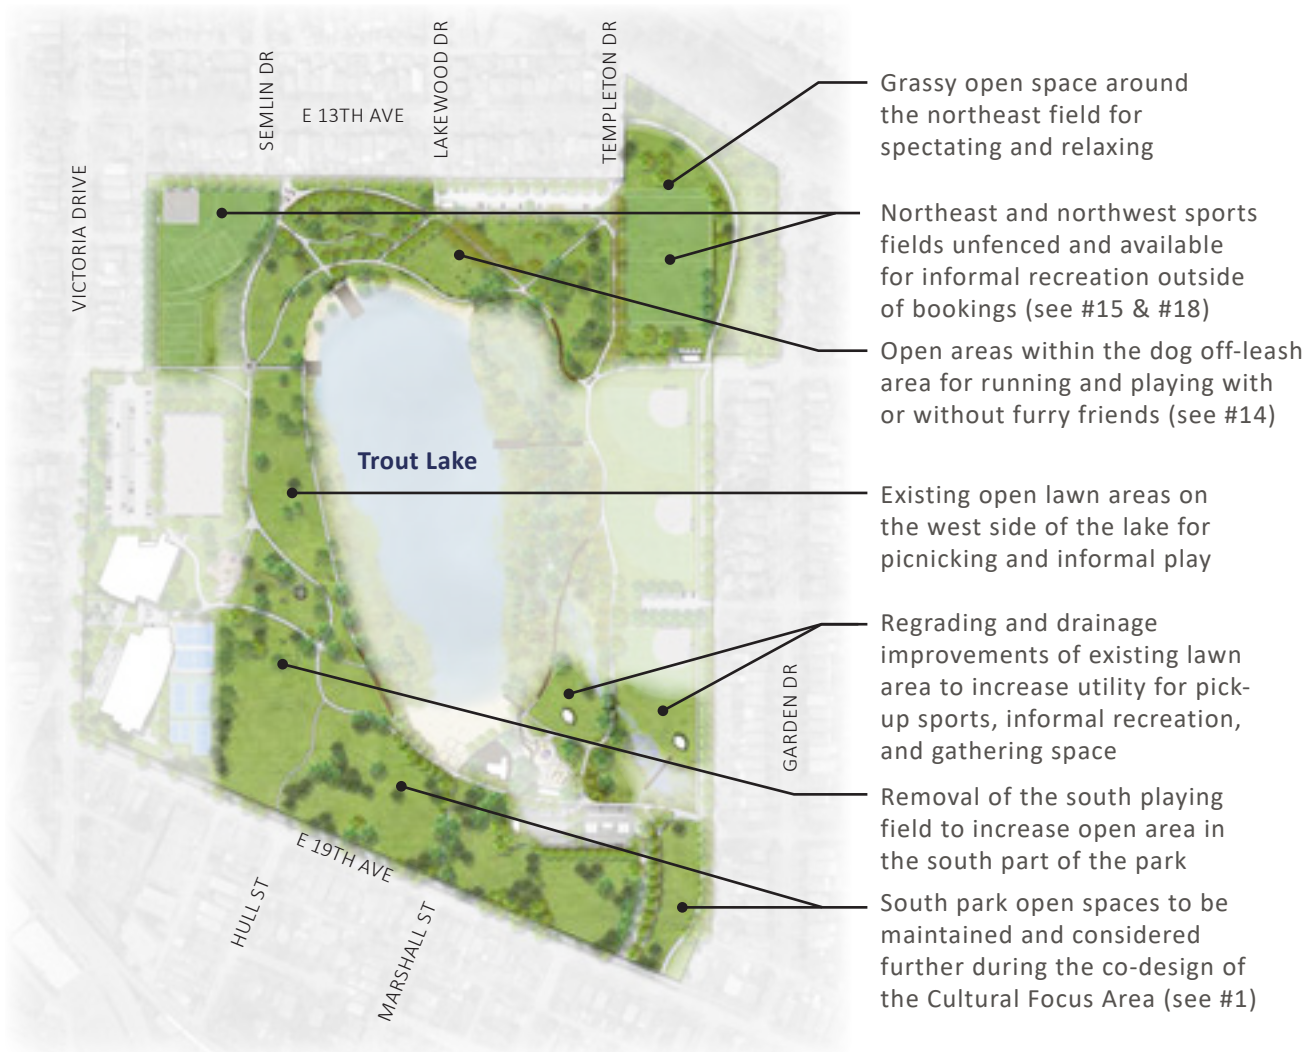 SEMLIN DR
LAKEWOOD DR
TEMPLETON DR
E 13TH AVE
VICTORIA DRIVE
Trout Lake
GARDEN DR
E 19TH AVE
HULL ST
MARSHALL ST
Grassy open space around
the northeast field for
spectating and relaxing
Northeast and northwest sports
fields unfenced and available
for informal recreation outside
of bookings (see #15 & #18)
Open areas within the dog off-leash
area for running and playing with
or without furry friends (see #14)
Existing open lawn areas on
the west side of the lake for
picnicking and informal play
Regrading and drainage
improvements of existing lawn
area to increase utility for pick-
up sports, informal recreation,
and gathering space
Removal of the south playing
field to increase open area in
the south part of the park
South park open spaces to be
maintained and considered
further during the co-design of
the Cultural Focus Area (see #1)